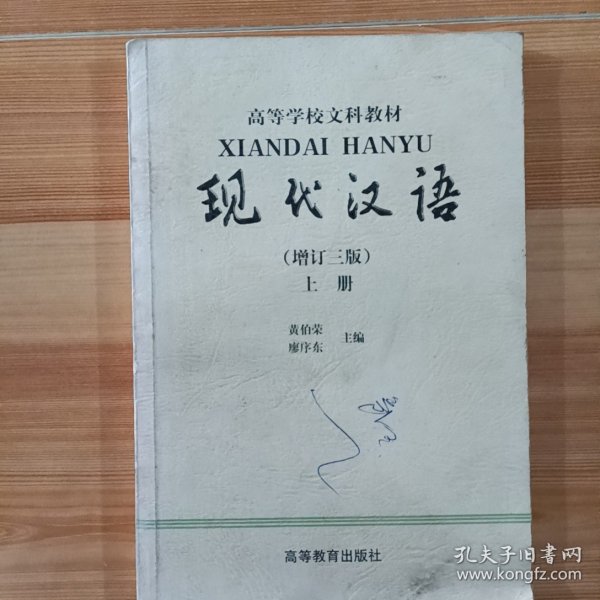 高等学校文科教材
XIANDAI HANYU
现代汉语
(增订三版)
上 册
黄伯荣
廖序东
主编
高等教育出版社
孔夫子旧书网
www.kongfz.com